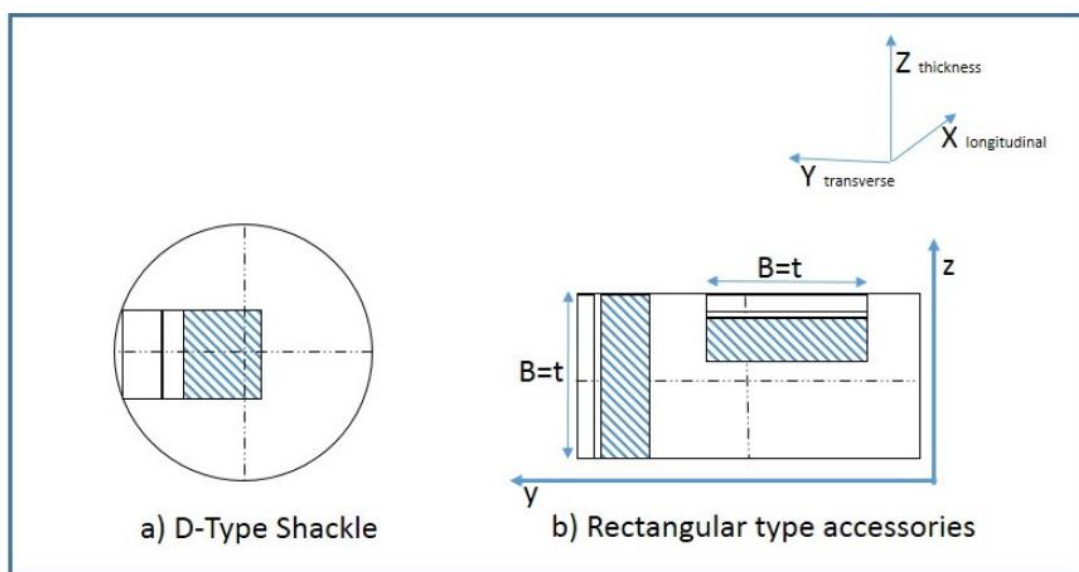 Z thickness
X longitudinal
Y transverse
B=t
z
B=t
y
a) D-Type Shackle
b) Rectangular type accessories